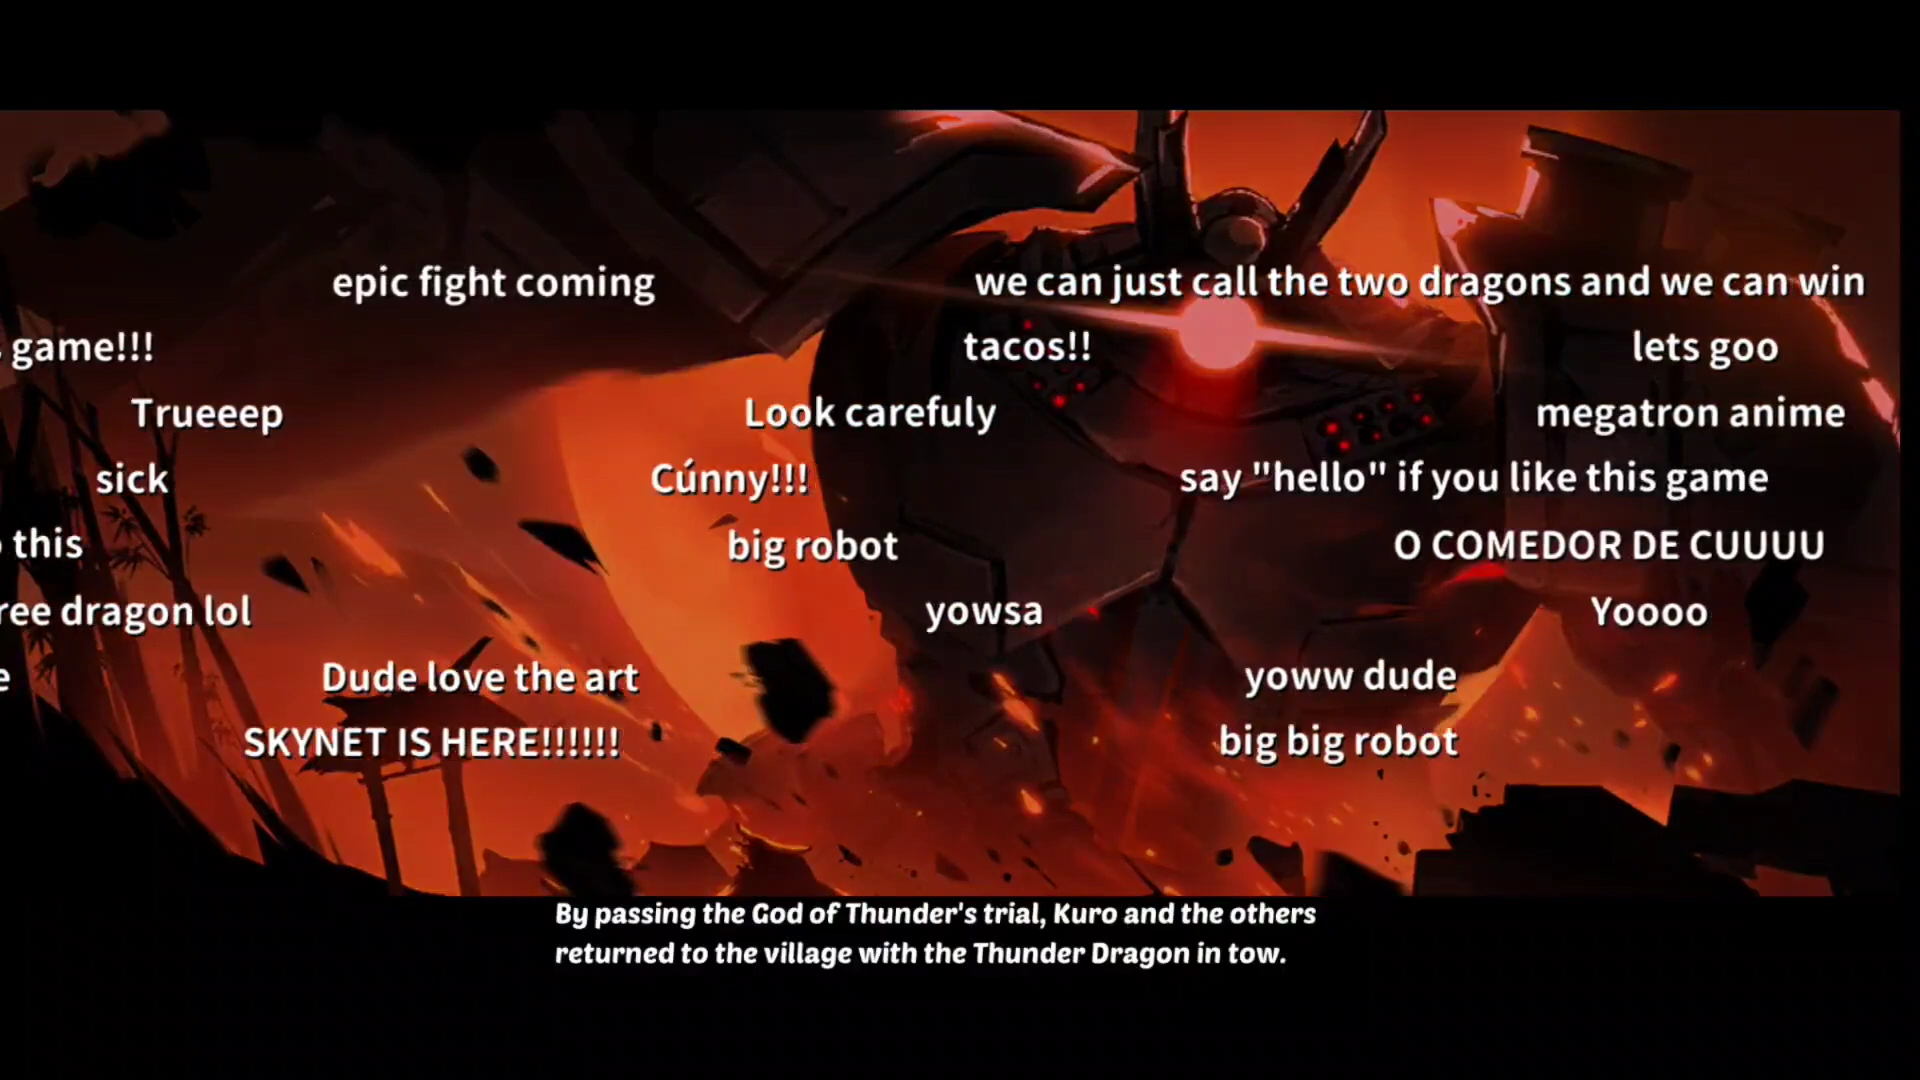 epic fight coming
we can just call the two dragons and we can win
game!!!
tacos!!
lets goo
Trueeep
Look carefuly
megatron anime
sick
Cúnny!!!
say "hello" if you like this game
this
big robot
O COMEDOR DE CUUUU
ree dragon lol
yowsa
Yoooo
e
Dude love the art
yoww dude
SKYNET IS HERE!!!!!!
big big robot
By passing the God of Thunder's trial, Kuro and the others
returned to the village with the Thunder Dragon in tow.